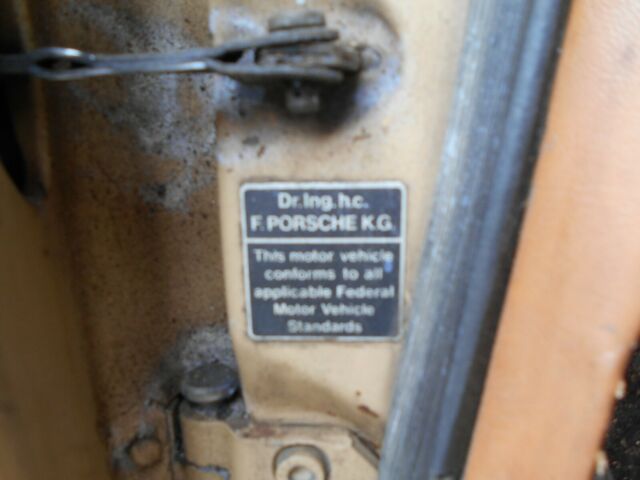 Dr.Ing.h.c.
F. PORSCHE K.G.
This motor vehicle
conforms to all
applicable Federal
Motor Vehicle
Standards